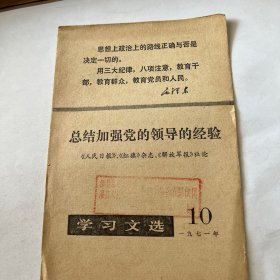 思想上政治上的路线正确与否是
决定一切的。
用三大纪律，八项注意，教育干
部，教育群众，教育党员和人民。
毛泽东
总结加强党的领导的经验
《人民日报》、《红旗》杂志、《解放军报》社论
学习文选
10
一九七一年